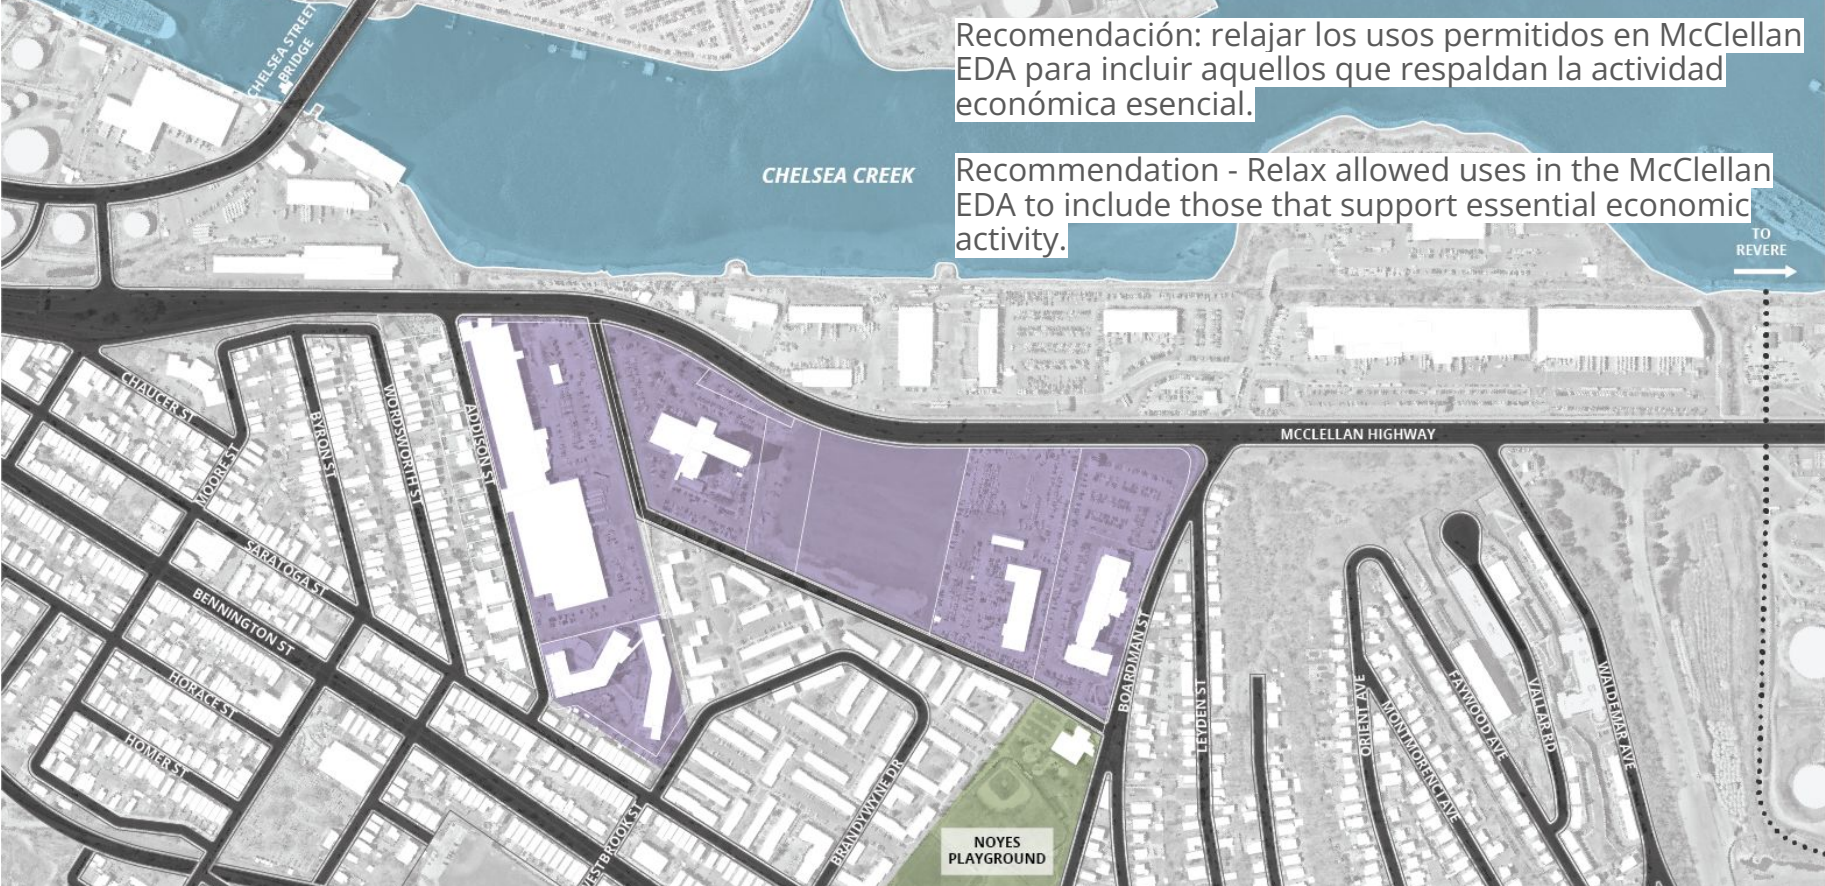 Recomendación: relajar los usos permitidos en McClellan
EDA para incluir aquellos que respaldan la actividad
económica esencial.
Recommendation - Relax allowed uses in the McClellan
EDA to include those that support essential economic
activity.
CHELSEA STREET
BRIDGE
CHELSEA CREEK
TO
REVERE
MCCLELLAN HIGHWAY
CHAUCER ST
MOORE ST
BYRON ST
WORDSWORTH ST
ADDISON ST
SARATOGA ST
BENNINGTON ST
HORACE ST
HOMER ST
WESTBROOK ST
BRANDYWYNE DR
BOARDMAN ST
LEYDEN ST
ORIENT AVE
MONTMORENCI AVE
FAYWOOD AVE
VALLAR RD
WALDEMAR AVE
NOYES
PLAYGROUND